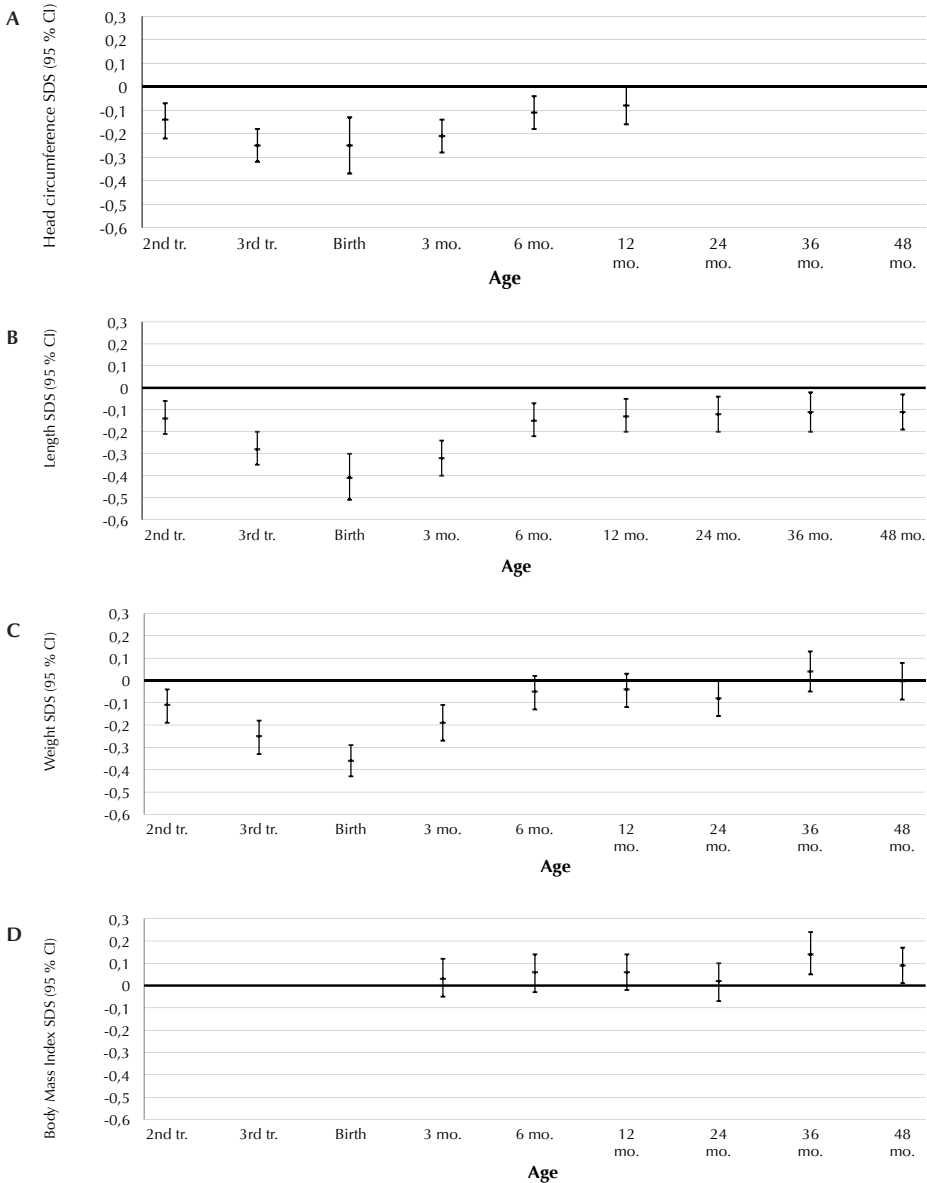 A
Head circumference SDS (95 % CI)
0,3
0,2
0,1
0
-0,1
-0,2
-0,3
-0,4
-0,5
-0,6
2nd tr. 3rd tr. Birth 3 mo. 6 mo. 12 24 36 48
mo. mo. mo. mo.
Age
B
Length SDS (95 % CI)
0,3
0,2
0,1
0
-0,1
-0,2
-0,3
-0,4
-0,5
-0,6
2nd tr. 3rd tr. Birth 3 mo. 6 mo. 12 mo. 24 mo. 36 mo. 48 mo.
Age
C
Weight SDS (95 % CI)
0,3
0,2
0,1
0
-0,1
-0,2
-0,3
-0,4
-0,5
-0,6
2nd tr. 3rd tr. Birth 3 mo. 6 mo. 12 24 36 48
mo. mo. mo. mo.
Age
D
Body Mass Index SDS (95 % CI)
0,3
0,2
0,1
0
-0,1
-0,2
-0,3
-0,4
-0,5
-0,6
2nd tr. 3rd tr. Birth 3 mo. 6 mo. 12 24 36 48
mo. mo. mo. mo.
Age